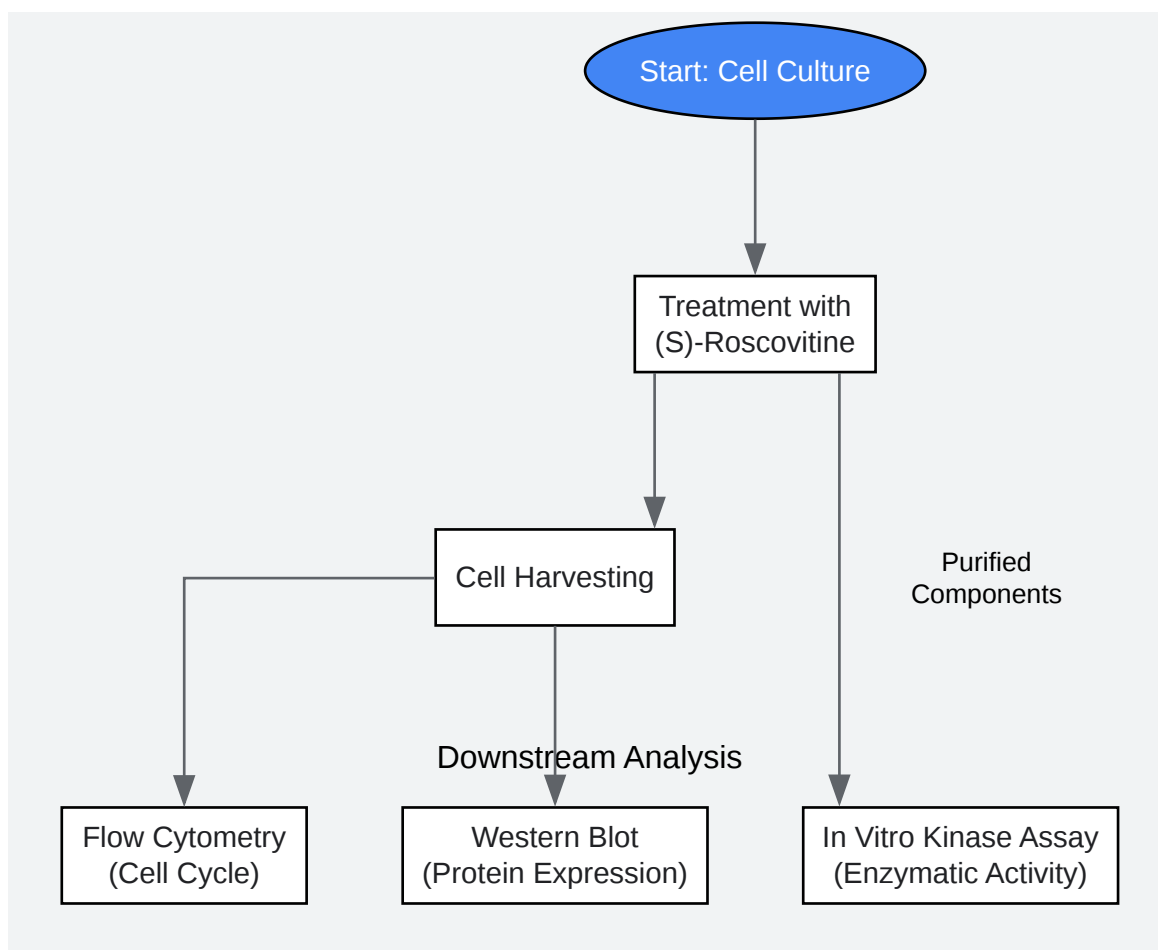 Start: Cell Culture
Treatment with
(S)-Roscovitine
Cell Harvesting
Purified
Components
Downstream Analysis
Flow Cytometry
(Cell Cycle)
Western Blot
(Protein Expression)
In Vitro Kinase Assay
(Enzymatic Activity)